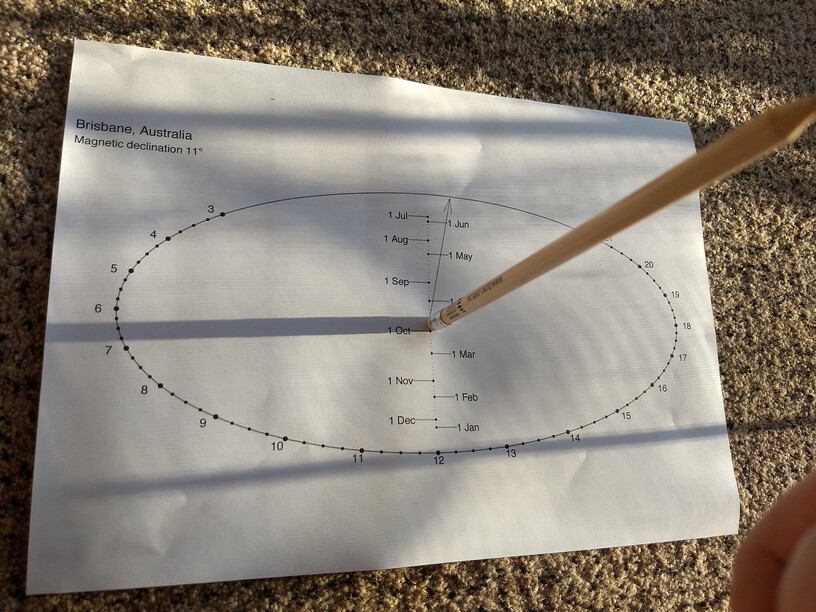 Brisbane, Australia
Magnetic declination 11°
3
4
5
6
7
8
9
10
11
12
13
14
15
16
17
18
19
20
1 Jul
1 Jun
1 Aug
1 May
1 Sep
1
1 Oct
1 Mar
1 Nov
1 Feb
1 Dec
1 Jan